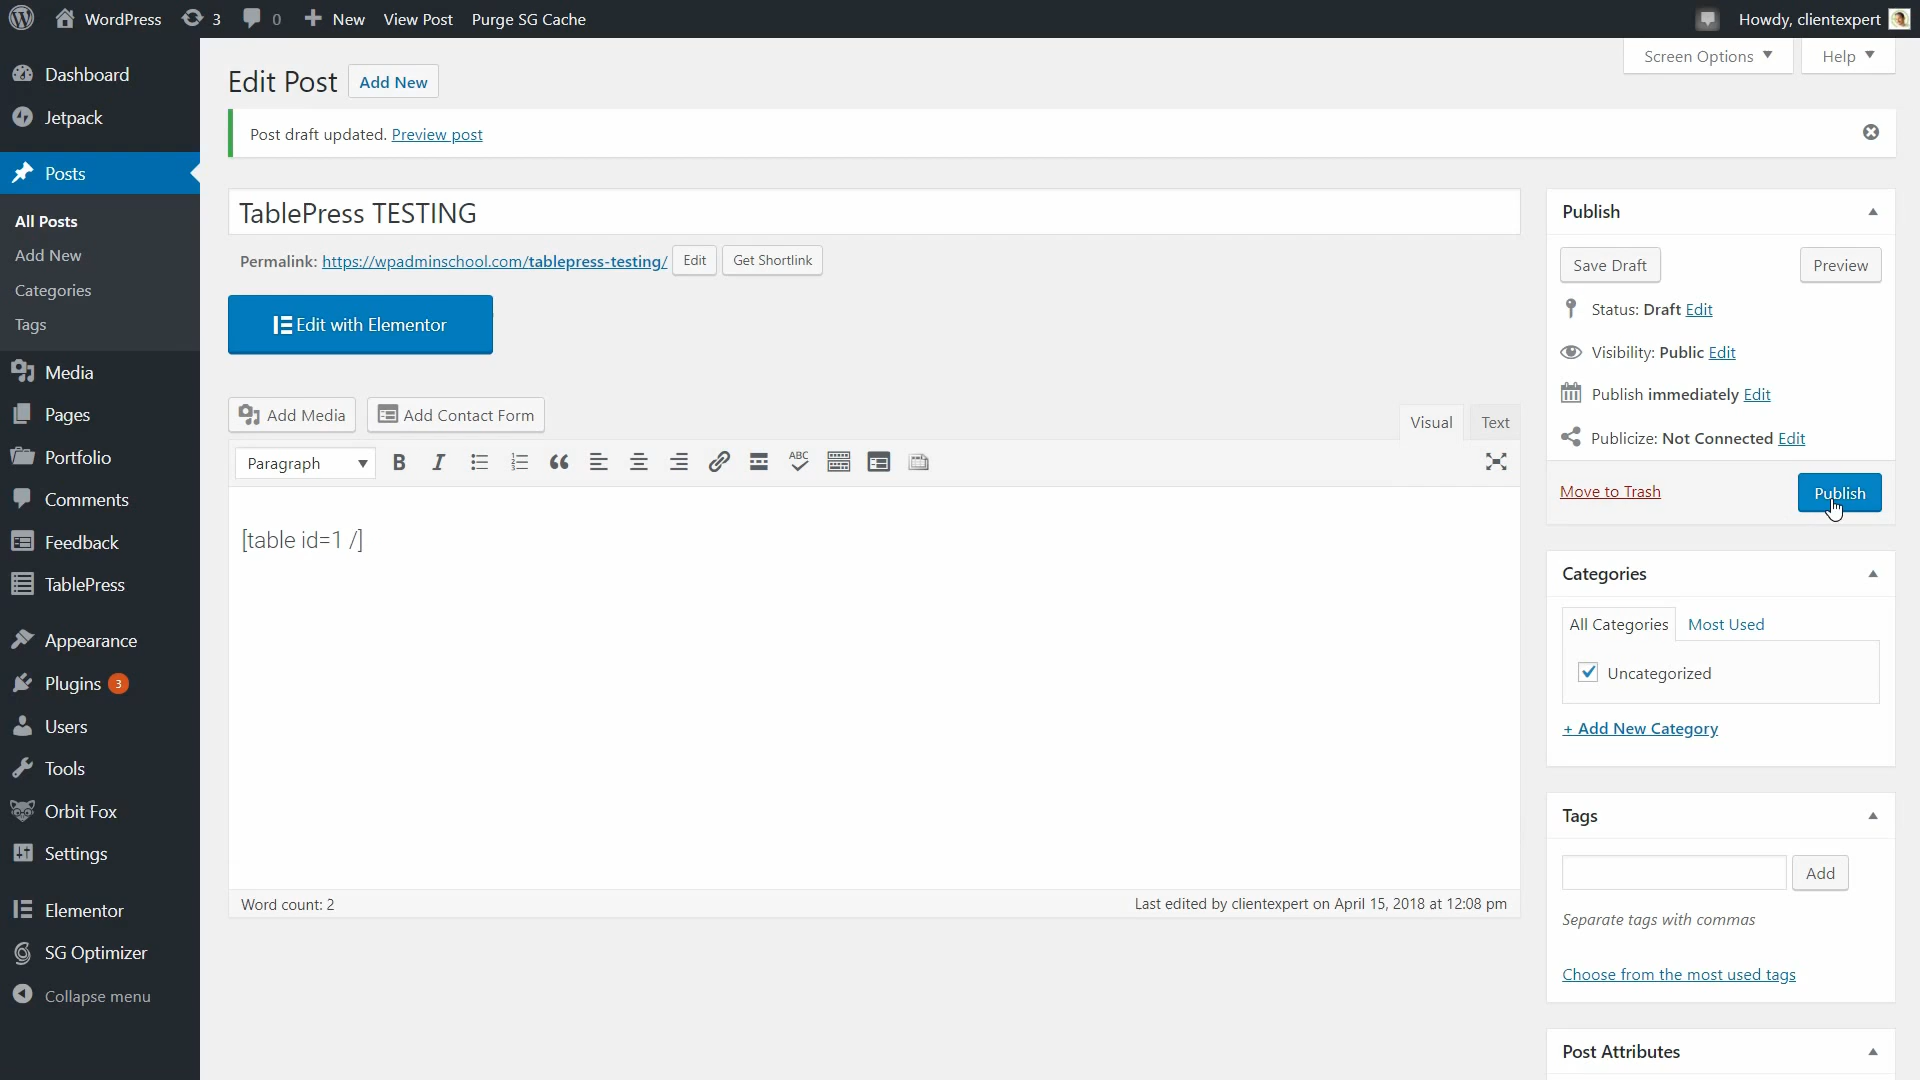 WordPress 3 0 New View Post Purge SG Cache Howdy, clientexpert
Screen Options Help
Dashboard
Jetpack
Posts
All Posts
Add New
Categories
Tags
Media
Pages
Portfolio
Comments
Feedback
TablePress
Appearance
Plugins 3
Users
Tools
Orbit Fox
Settings
Elementor
SG Optimizer
Collapse menu
Edit Post Add New
Post draft updated. Preview post
TablePress TESTING
Permalink: https://wpadminschool.com/tablepress-testing/ Edit Get Shortlink
Edit with Elementor
Add Media Add Contact Form
Visual Text
Paragraph B I ABC
[table id=1 /]
Word count: 2 Last edited by clientexpert on April 15, 2018 at 12:08 pm
Publish
Save Draft Preview
Status: Draft Edit
Visibility: Public Edit
Publish immediately Edit
Publicize: Not Connected Edit
Move to Trash Publish
Categories
All Categories Most Used
Uncategorized
+ Add New Category
Tags
Add
Separate tags with commas
Choose from the most used tags
Post Attributes